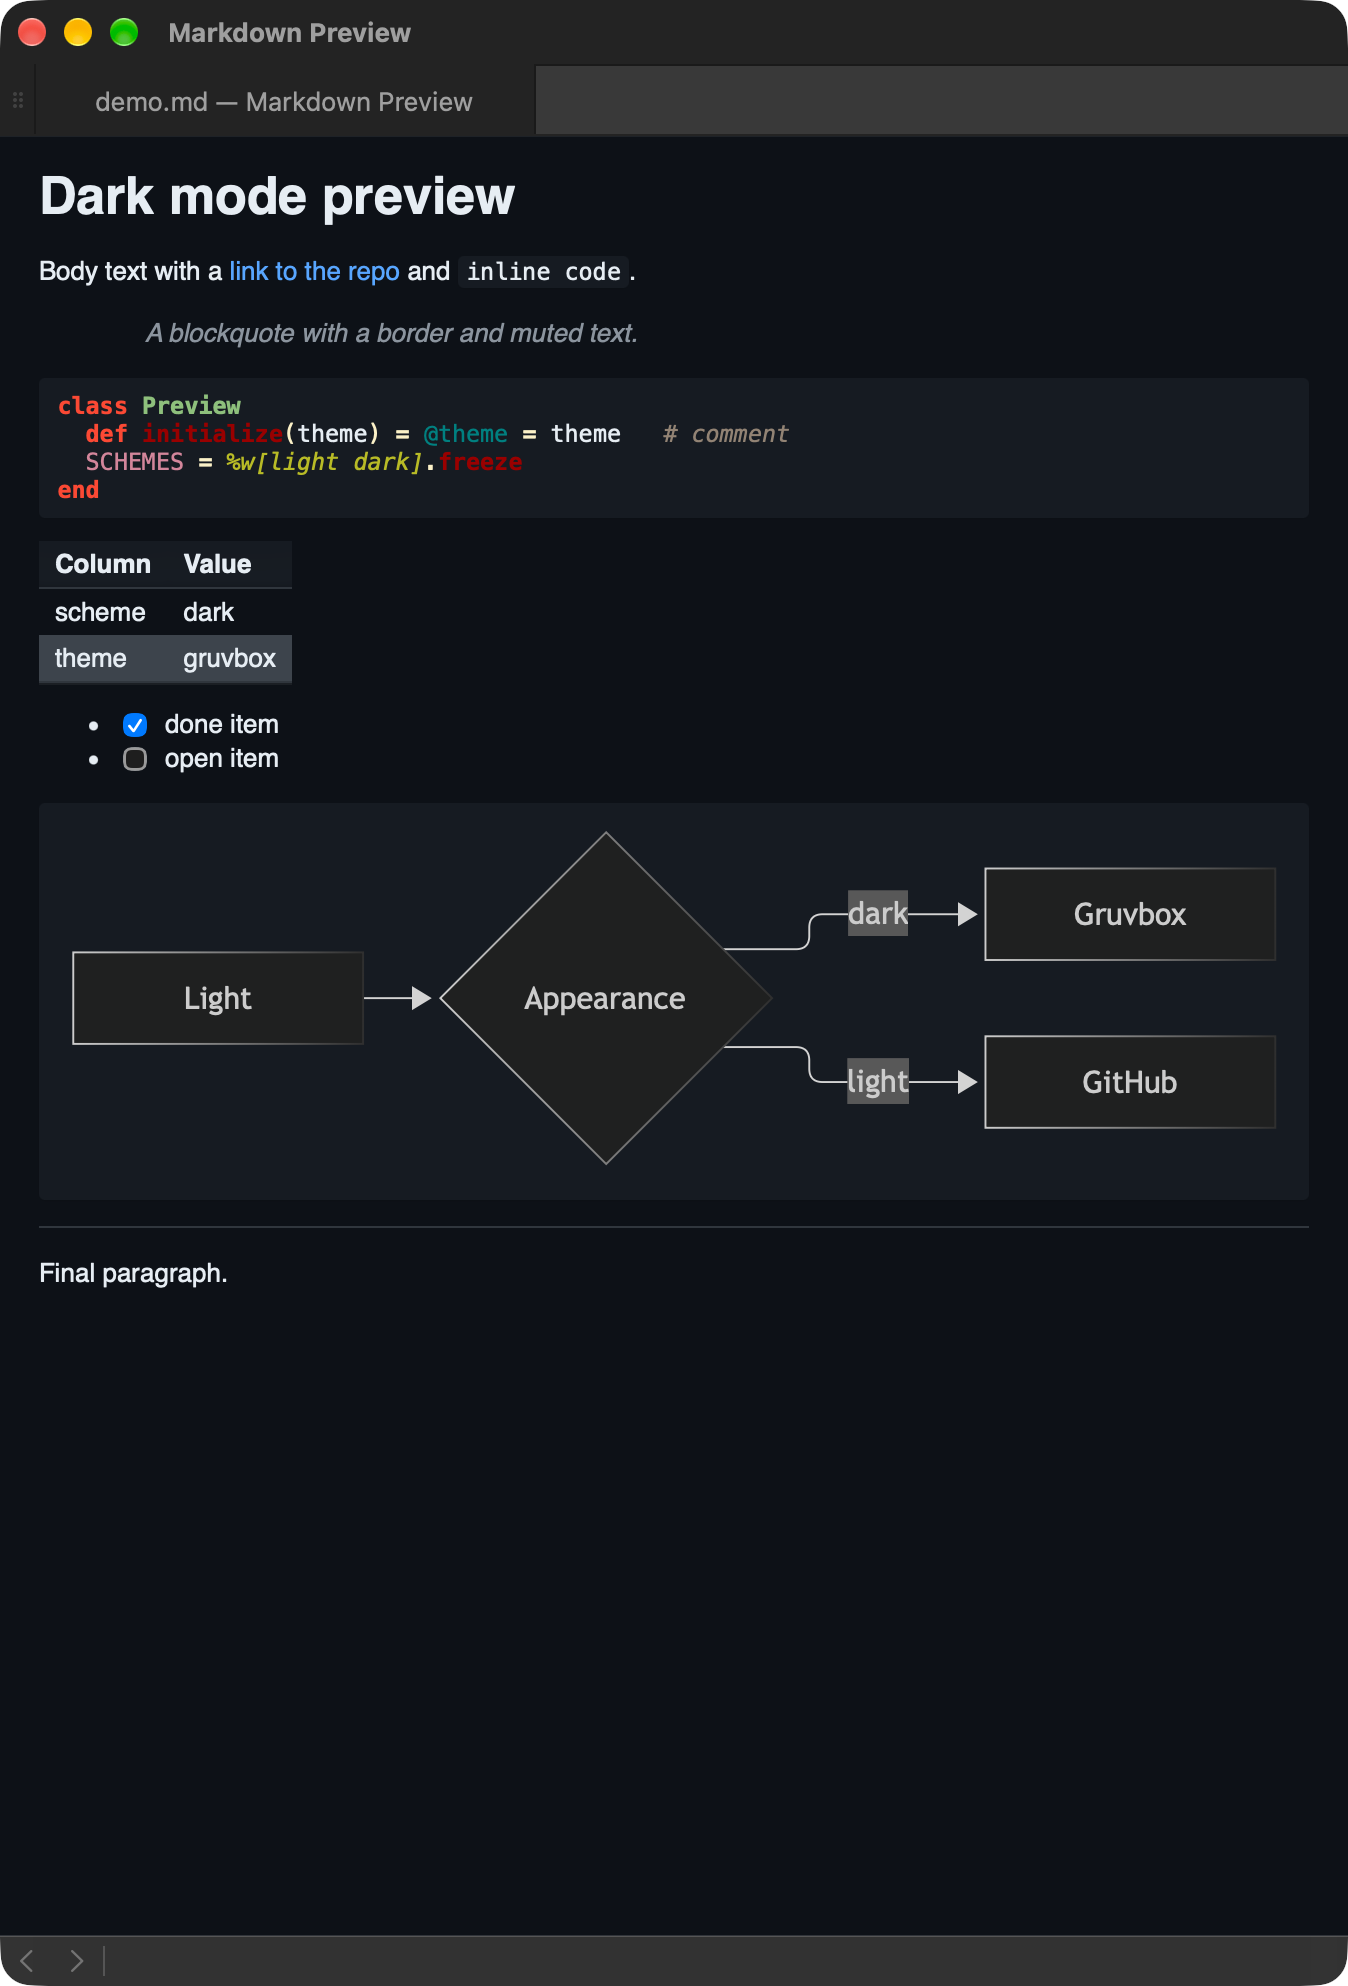 Markdown Preview
demo.md — Markdown Preview
Dark mode preview
Body text with a link to the repo and inline code.
A blockquote with a border and muted text.
class Preview
  def initialize(theme) = @theme = theme   # comment
  SCHEMES = %w[light dark].freeze
end
Column Value
scheme dark
theme gruvbox
done item
open item
Light
Appearance
dark
Gruvbox
light
GitHub
Final paragraph.